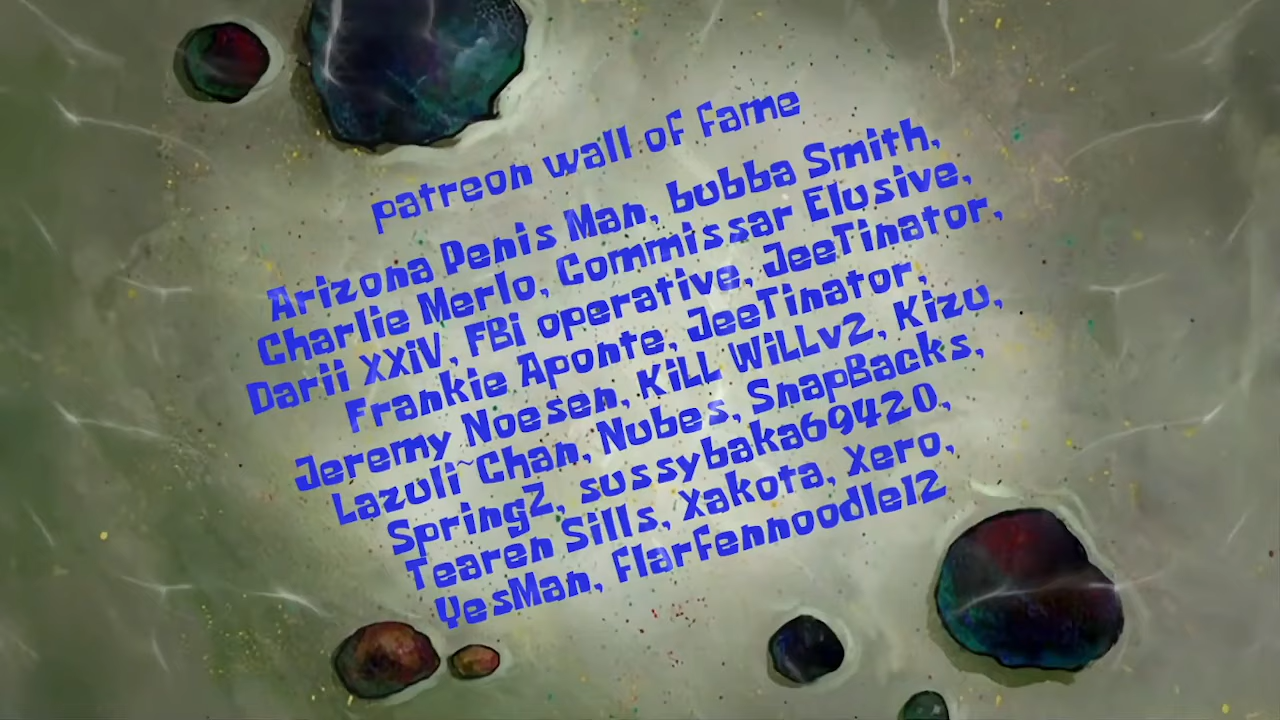 patreon wall of fame
Arizona Penis Man, bubba Smith,
Charlie Merlo, Commissar Elusive,
Darii XXiV, FBi operative, JeeTinator,
Frankie Aponte, JeeTinator,
Jeremy Noesen, KiLL WiLLv2, Kizu,
Lazuli~Chan, Nubes, SnapBacks,
SpringZ, sussybaka69420,
Tearen Sills, Xakota, Xero,
YesMan, flarfennoodle12